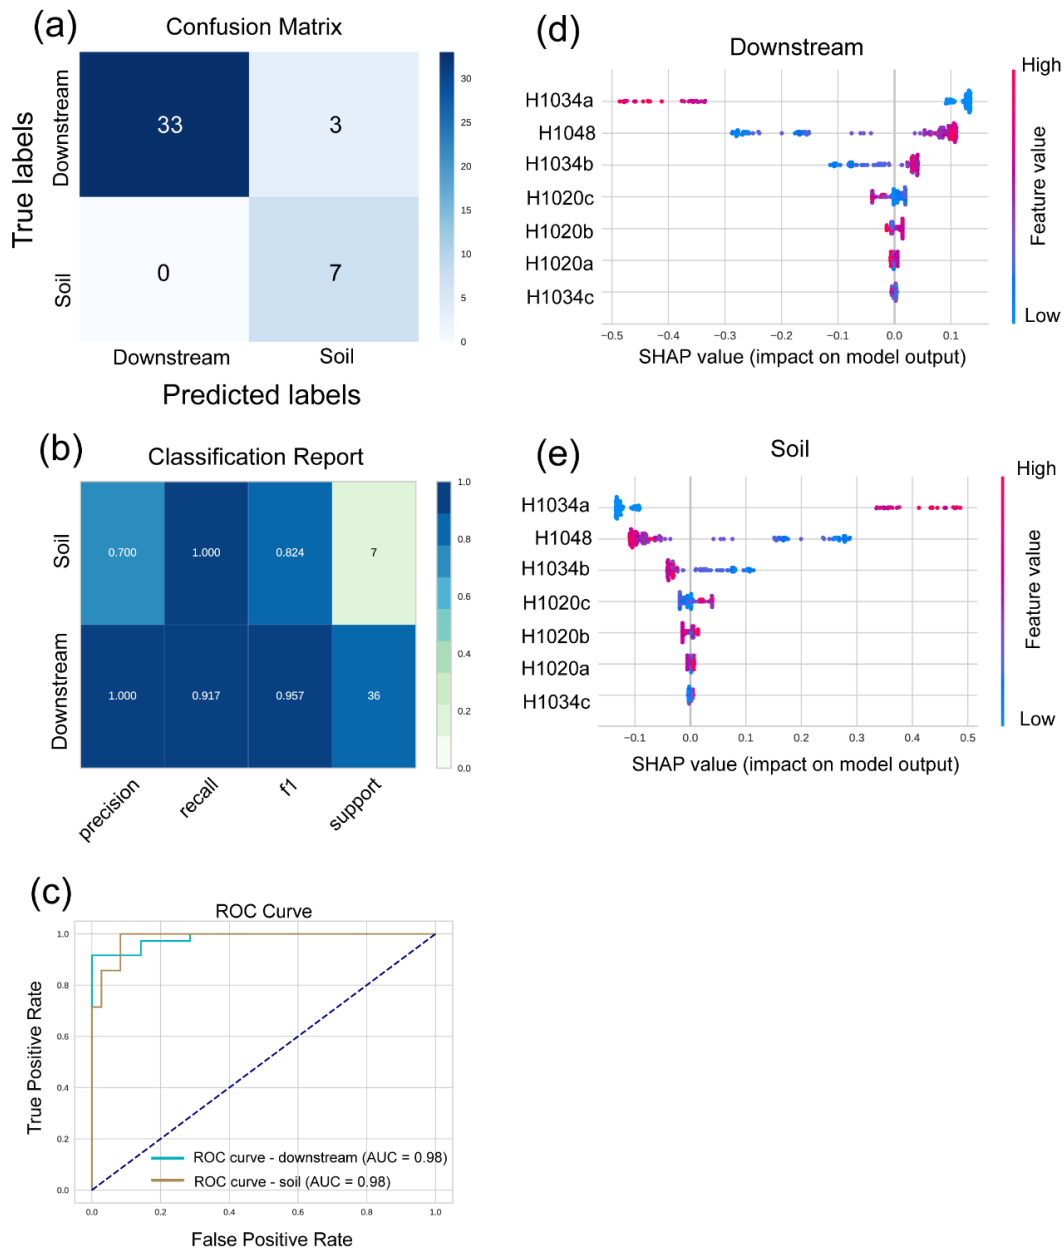 (a)
Confusion Matrix
True labels
Downstream
Soil
33
3
0
7
Downstream
Soil
Predicted labels
30
25
20
15
10
5
0
(b)
Classification Report
Soil
Downstream
0.700
1.000
0.824
7
1.000
0.917
0.957
36
precision
recall
f1
support
1.0
0.8
0.6
0.4
0.2
0.0
(c)
ROC Curve
True Positive Rate
1.0
0.8
0.6
0.4
0.2
0.0
ROC curve - downstream (AUC = 0.98)
ROC curve - soil (AUC = 0.98)
0.0
0.2
0.4
0.6
0.8
1.0
False Positive Rate
(d)
Downstream
H1034a
H1048
H1034b
H1020c
H1020b
H1020a
H1034c
−0.5
−0.4
−0.3
−0.2
−0.1
0.0
0.1
SHAP value (impact on model output)
High
Feature value
Low
(e)
Soil
H1034a
H1048
H1034b
H1020c
H1020b
H1020a
H1034c
−0.1
0.0
0.1
0.2
0.3
0.4
0.5
SHAP value (impact on model output)
High
Feature value
Low